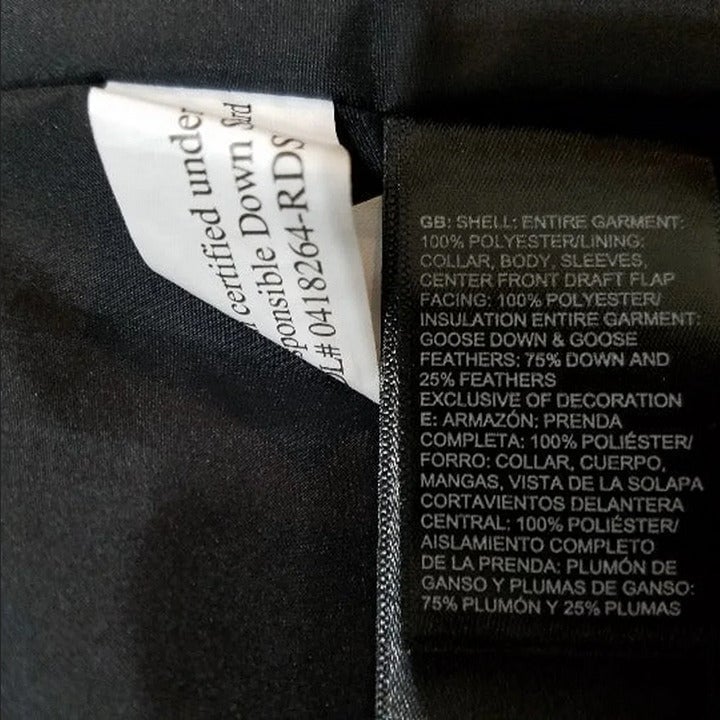 certified under
Down Strd
OL# 0418264-RDS
GB: SHELL: ENTIRE GARMENT:
100% POLYESTER/LINING:
COLLAR, BODY, SLEEVES,
CENTER FRONT DRAFT FLAP
FACING: 100% POLYESTER/
INSULATION ENTIRE GARMENT:
GOOSE DOWN & GOOSE
FEATHERS: 75% DOWN AND
25% FEATHERS
EXCLUSIVE OF DECORATION
E: ARMAZÓN: PRENDA
COMPLETA: 100% POLIÉSTER/
FORRO: COLLAR, CUERPO,
MANGAS, VISTA DE LA SOLAPA
CORTAVIENTOS DELANTERA
CENTRAL: 100% POLIÉSTER/
AISLAMIENTO COMPLETO
DE LA PRENDA: PLUMÓN DE
GANSO Y PLUMAS DE GANSO:
75% PLUMÓN Y 25% PLUMAS